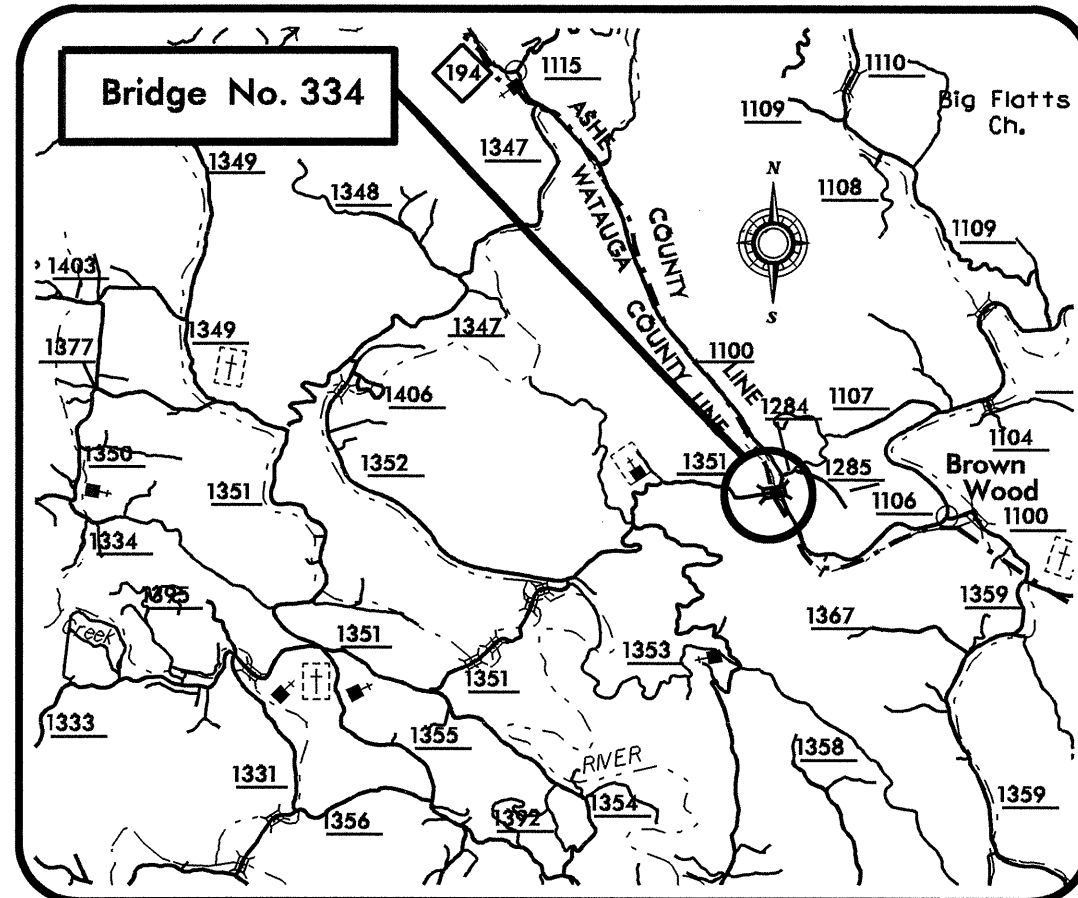 Bridge No. 334
194
1115
1110
Big Flatts
Ch.
1109
ASHE
1347
1349
1348
1108
WATAUGA
N
COUNTY
1109
1403
S
COUNTY LINE
1349
1347
1377
1100
LINE
1406
1284
1107
1104
1350
1352
1351
1285
Brown
Wood
1351
1106
1100
1334
1395
1359
Creek
1351
1367
1353
1351
1333
1355
1358
RIVER
1331
1354
1359
1356
1392